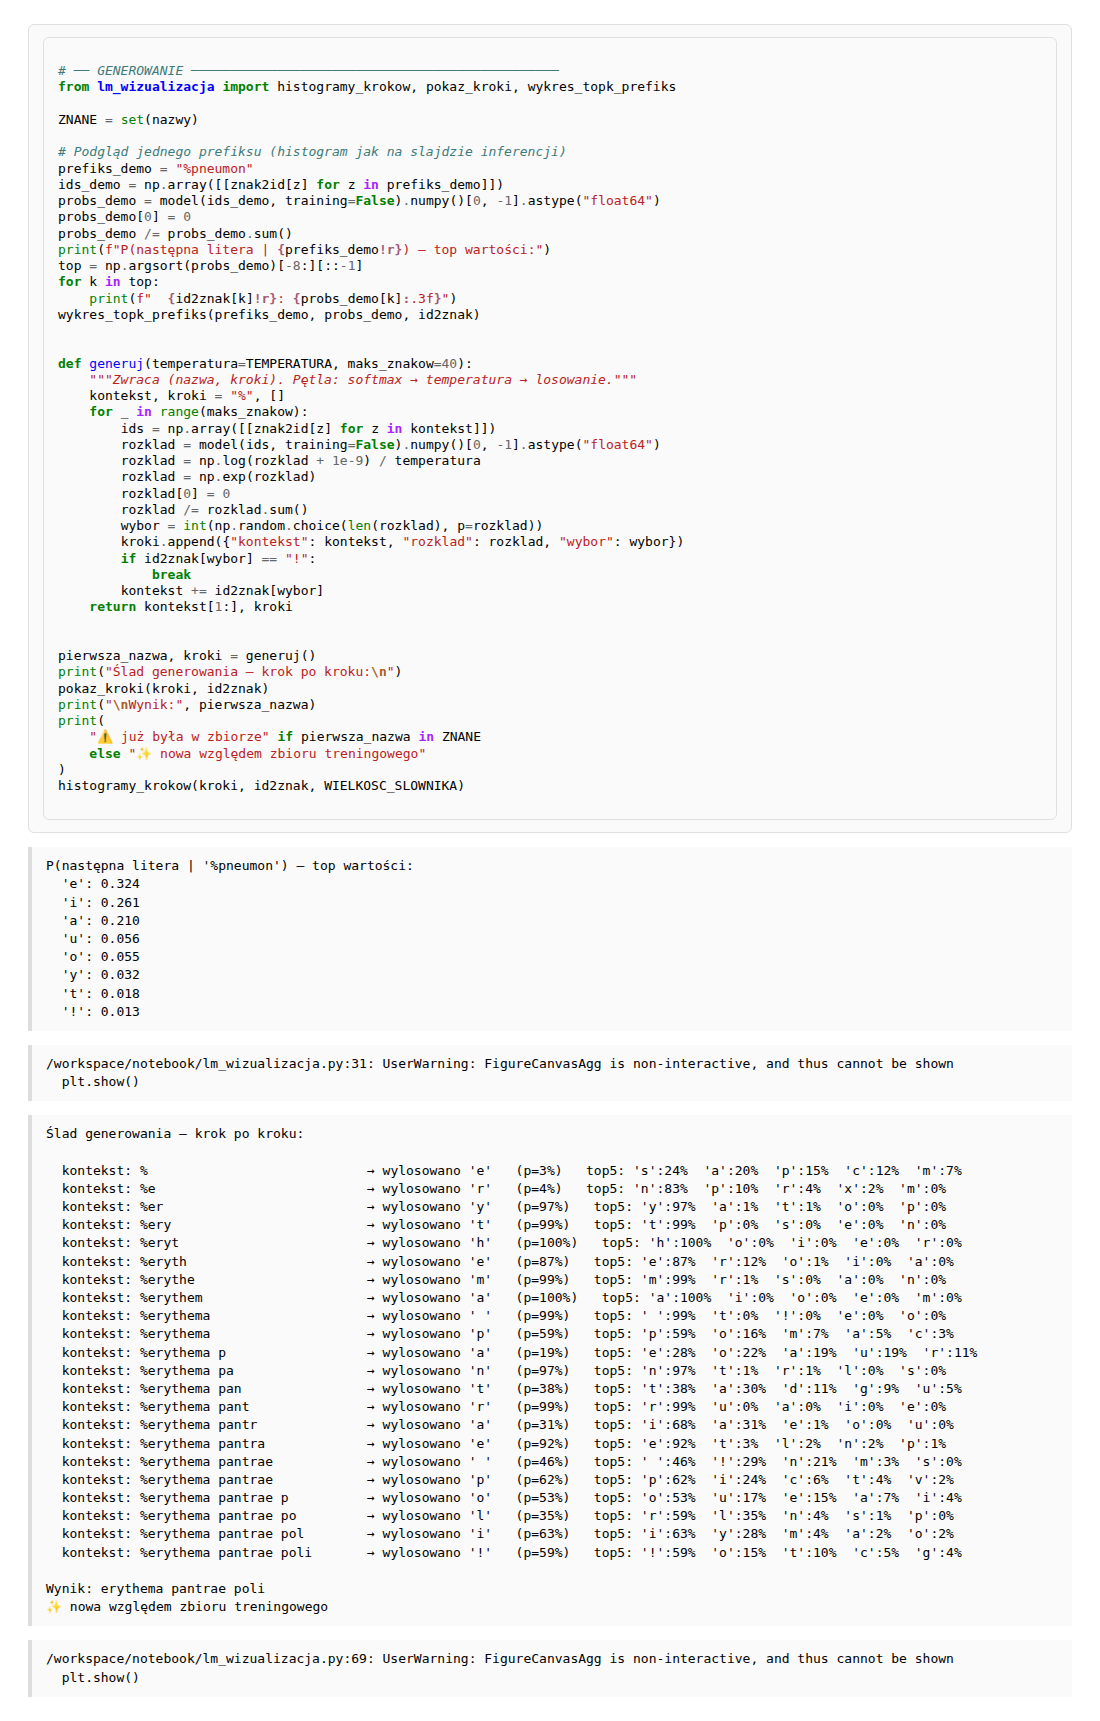 # ── GENEROWANIE ───────────────────────────────────────────────
from lm_wizualizacja import histogramy_krokow, pokaz_kroki, wykres_topk_prefiks
ZNANE = set(nazwy)
# Podgląd jednego prefiksu (histogram jak na slajdzie inferencji)
prefiks_demo = "%pneumon"
ids_demo = np.array([[znak2id[z] for z in prefiks_demo]])
probs_demo = model(ids_demo, training=False).numpy()[0, -1].astype("float64")
probs_demo[0] = 0
probs_demo /= probs_demo.sum()
print(f"P(następna litera | {prefiks_demo!r}) — top wartości:")
top = np.argsort(probs_demo)[-8:][::-1]
for k in top:
    print(f"  {id2znak[k]!r}: {probs_demo[k]:.3f}")
wykres_topk_prefiks(prefiks_demo, probs_demo, id2znak)
def generuj(temperatura=TEMPERATURA, maks_znakow=40):
    """Zwraca (nazwa, kroki). Pętla: softmax → temperatura → losowanie."""
    kontekst, kroki = "%", []
    for _ in range(maks_znakow):
        ids = np.array([[znak2id[z] for z in kontekst]])
        rozklad = model(ids, training=False).numpy()[0, -1].astype("float64")
        rozklad = np.log(rozklad + 1e-9) / temperatura
        rozklad = np.exp(rozklad)
        rozklad[0] = 0
        rozklad /= rozklad.sum()
        wybor = int(np.random.choice(len(rozklad), p=rozklad))
        kroki.append({"kontekst": kontekst, "rozklad": rozklad, "wybor": wybor})
        if id2znak[wybor] == "!":
            break
        kontekst += id2znak[wybor]
    return kontekst[1:], kroki
pierwsza_nazwa, kroki = generuj()
print("Ślad generowania — krok po kroku:\n")
pokaz_kroki(kroki, id2znak)
print("\nWynik:", pierwsza_nazwa)
print(
    "⚠️ już była w zbiorze" if pierwsza_nazwa in ZNANE
    else "✨ nowa względem zbioru treningowego"
)
histogramy_krokow(kroki, id2znak, WIELKOSC_SLOWNIKA)
P(następna litera | '%pneumon') — top wartości:
  'e': 0.324
  'i': 0.261
  'a': 0.210
  'u': 0.056
  'o': 0.055
  'y': 0.032
  't': 0.018
  '!': 0.013
/workspace/notebook/lm_wizualizacja.py:31: UserWarning: FigureCanvasAgg is non-interactive, and thus cannot be shown
  plt.show()
Ślad generowania — krok po kroku:
  kontekst: %                            → wylosowano 'e'   (p=3%)   top5: 's':24%  'a':20%  'p':15%  'c':12%  'm':7%
  kontekst: %e                           → wylosowano 'r'   (p=4%)   top5: 'n':83%  'p':10%  'r':4%  'x':2%  'm':0%
  kontekst: %er                          → wylosowano 'y'   (p=97%)   top5: 'y':97%  'a':1%  't':1%  'o':0%  'p':0%
  kontekst: %ery                         → wylosowano 't'   (p=99%)   top5: 't':99%  'p':0%  's':0%  'e':0%  'n':0%
  kontekst: %eryt                        → wylosowano 'h'   (p=100%)   top5: 'h':100%  'o':0%  'i':0%  'e':0%  'r':0%
  kontekst: %eryth                       → wylosowano 'e'   (p=87%)   top5: 'e':87%  'r':12%  'o':1%  'i':0%  'a':0%
  kontekst: %erythe                      → wylosowano 'm'   (p=99%)   top5: 'm':99%  'r':1%  's':0%  'a':0%  'n':0%
  kontekst: %erythem                     → wylosowano 'a'   (p=100%)   top5: 'a':100%  'i':0%  'o':0%  'e':0%  'm':0%
  kontekst: %erythema                    → wylosowano ' '   (p=99%)   top5: ' ':99%  't':0%  '!':0%  'e':0%  'o':0%
  kontekst: %erythema                    → wylosowano 'p'   (p=59%)   top5: 'p':59%  'o':16%  'm':7%  'a':5%  'c':3%
  kontekst: %erythema p                  → wylosowano 'a'   (p=19%)   top5: 'e':28%  'o':22%  'a':19%  'u':19%  'r':11%
  kontekst: %erythema pa                 → wylosowano 'n'   (p=97%)   top5: 'n':97%  't':1%  'r':1%  'l':0%  's':0%
  kontekst: %erythema pan                → wylosowano 't'   (p=38%)   top5: 't':38%  'a':30%  'd':11%  'g':9%  'u':5%
  kontekst: %erythema pant               → wylosowano 'r'   (p=99%)   top5: 'r':99%  'u':0%  'a':0%  'i':0%  'e':0%
  kontekst: %erythema pantr              → wylosowano 'a'   (p=31%)   top5: 'i':68%  'a':31%  'e':1%  'o':0%  'u':0%
  kontekst: %erythema pantra             → wylosowano 'e'   (p=92%)   top5: 'e':92%  't':3%  'l':2%  'n':2%  'p':1%
  kontekst: %erythema pantrae            → wylosowano ' '   (p=46%)   top5: ' ':46%  '!':29%  'n':21%  'm':3%  's':0%
  kontekst: %erythema pantrae            → wylosowano 'p'   (p=62%)   top5: 'p':62%  'i':24%  'c':6%  't':4%  'v':2%
  kontekst: %erythema pantrae p          → wylosowano 'o'   (p=53%)   top5: 'o':53%  'u':17%  'e':15%  'a':7%  'i':4%
  kontekst: %erythema pantrae po         → wylosowano 'l'   (p=35%)   top5: 'r':59%  'l':35%  'n':4%  's':1%  'p':0%
  kontekst: %erythema pantrae pol        → wylosowano 'i'   (p=63%)   top5: 'i':63%  'y':28%  'm':4%  'a':2%  'o':2%
  kontekst: %erythema pantrae poli       → wylosowano '!'   (p=59%)   top5: '!':59%  'o':15%  't':10%  'c':5%  'g':4%
Wynik: erythema pantrae poli
✨ nowa względem zbioru treningowego
/workspace/notebook/lm_wizualizacja.py:69: UserWarning: FigureCanvasAgg is non-interactive, and thus cannot be shown
  plt.show()